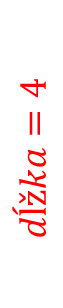 dĺžka = 4